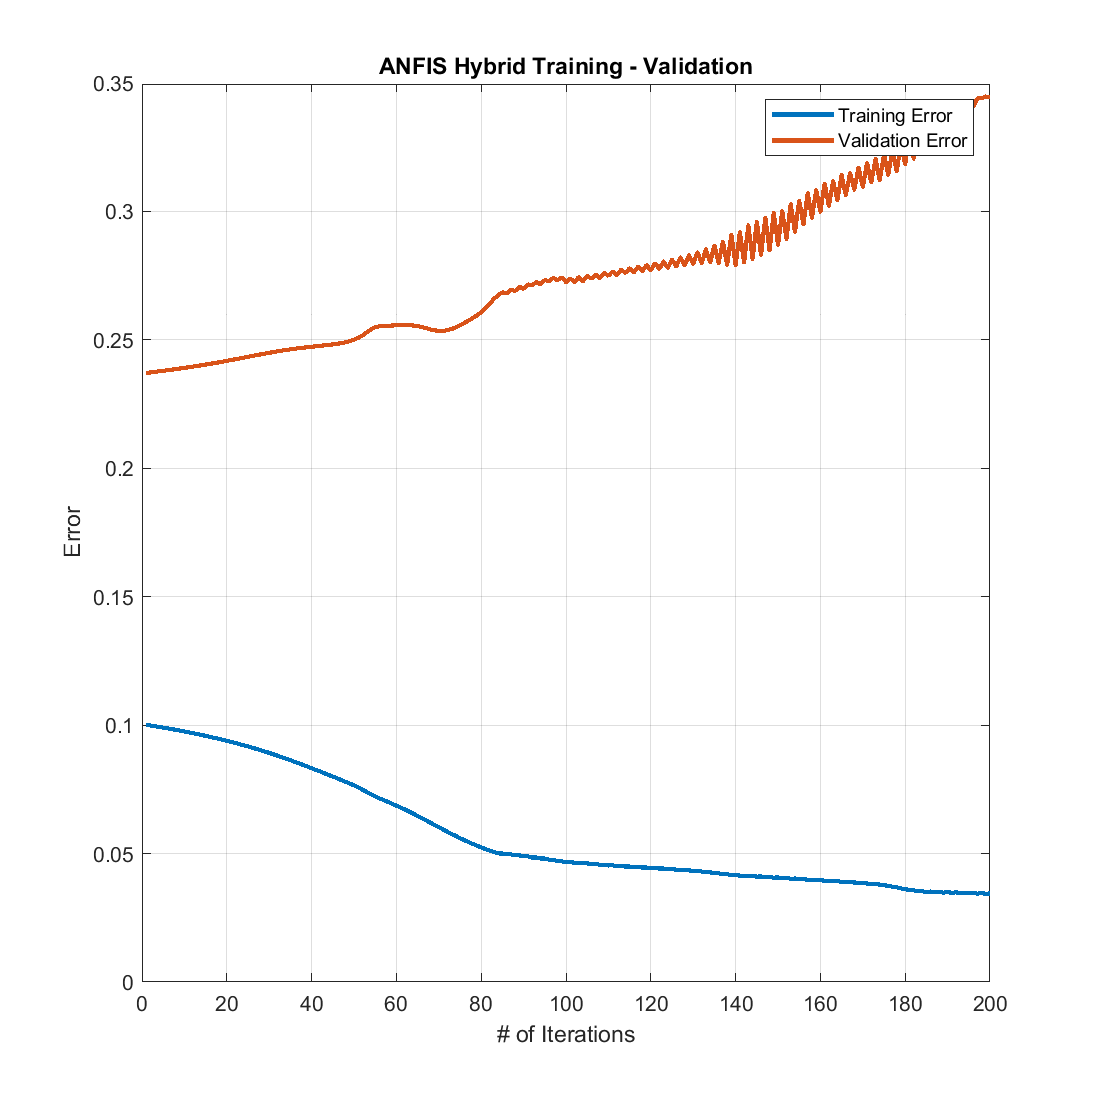 ANFIS Hybrid Training - Validation
Training Error
Validation Error
Error
0.35
0.3
0.25
0.2
0.15
0.1
0.05
0
0 20 40 60 80 100 120 140 160 180 200
# of Iterations